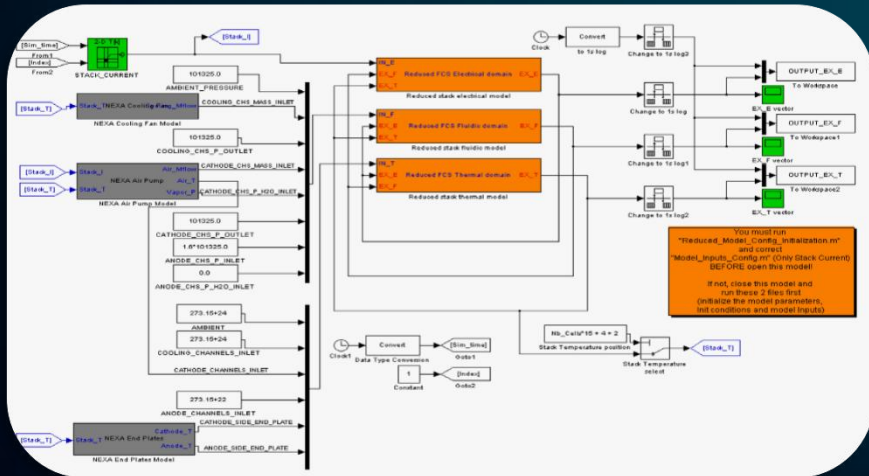 [Sim_time]
From1
[Index]
From2
2-D T[k]
STACK_CURRENT
[Stack_I]
101325.0
AMBIENT_PRESSURE
[Stack_T]
Stack_T
NEXA Cooling Fan
COOLING_CHS_MASS_INLET
NEXA Cooling Fan Model
101325.0
COOLING_CHS_P_OUTLET
[Stack_I]
[Stack_T]
Stack_I
Stack_T
NEXA Air Pump
Air_Mflow
Air_T
Vapor_P
CATHODE_CHS_MASS_INLET
CATHODE_CHS_P_H2O_INLET
NEXA Air Pump Model
101325.0
CATHODE_CHS_P_OUTLET
1.6*101325.0
ANODE_CHS_P_INLET
0.0
ANODE_CHS_P_H2O_INLET
273.15+24
AMBIENT
273.15+24
COOLING_CHANNELS_INLET
CATHODE_CHANNELS_INLET
273.15+22
ANODE_CHANNELS_INLET
CATHODE_SIDE_END_PLATE
[Stack_T]
Stack_T
NEXA End Plates
Cathode_T
Anode_T
ANODE_SIDE_END_PLATE
NEXA End Plates Model
IN_E
EX_F
EX_T
Reduced FCS Electrical domain
EX_E
Reduced stack electrical model
IN_F
EX_E
EX_T
Reduced FCS Fluidic domain
EX_F
Reduced stack fluidic model
IN_T
EX_E
EX_F
Reduced FCS Thermal domain
EX_T
Reduced stack thermal model
Clock
Convert
to 1s log
Change to 1s log2
Change to 1s log
Change to 1s log1
Change to 1s log2
OUTPUT_EX_E
To Workspace
EX_E vector
OUTPUT_EX_F
To Workspace1
EX_F vector
OUTPUT_EX_T
To Workspace2
EX_T vector
You must run
"Reduced_Model_Config_Initialization.m"
and correct
"Model_Inputs_Config.m" (Only Stack Current)
BEFORE open this model!
If not, close this model and
run these 2 files first
(initialize the model parameters,
init conditions and model Inputs)
Clock1
Convert
Data Type Conversion
[Sim_time]
Goto1
1
Constant
[Index]
Goto2
Nb_Cells*15 + 4 + 2
Stack Temperature position
Stack Temperature
select
[Stack_T]